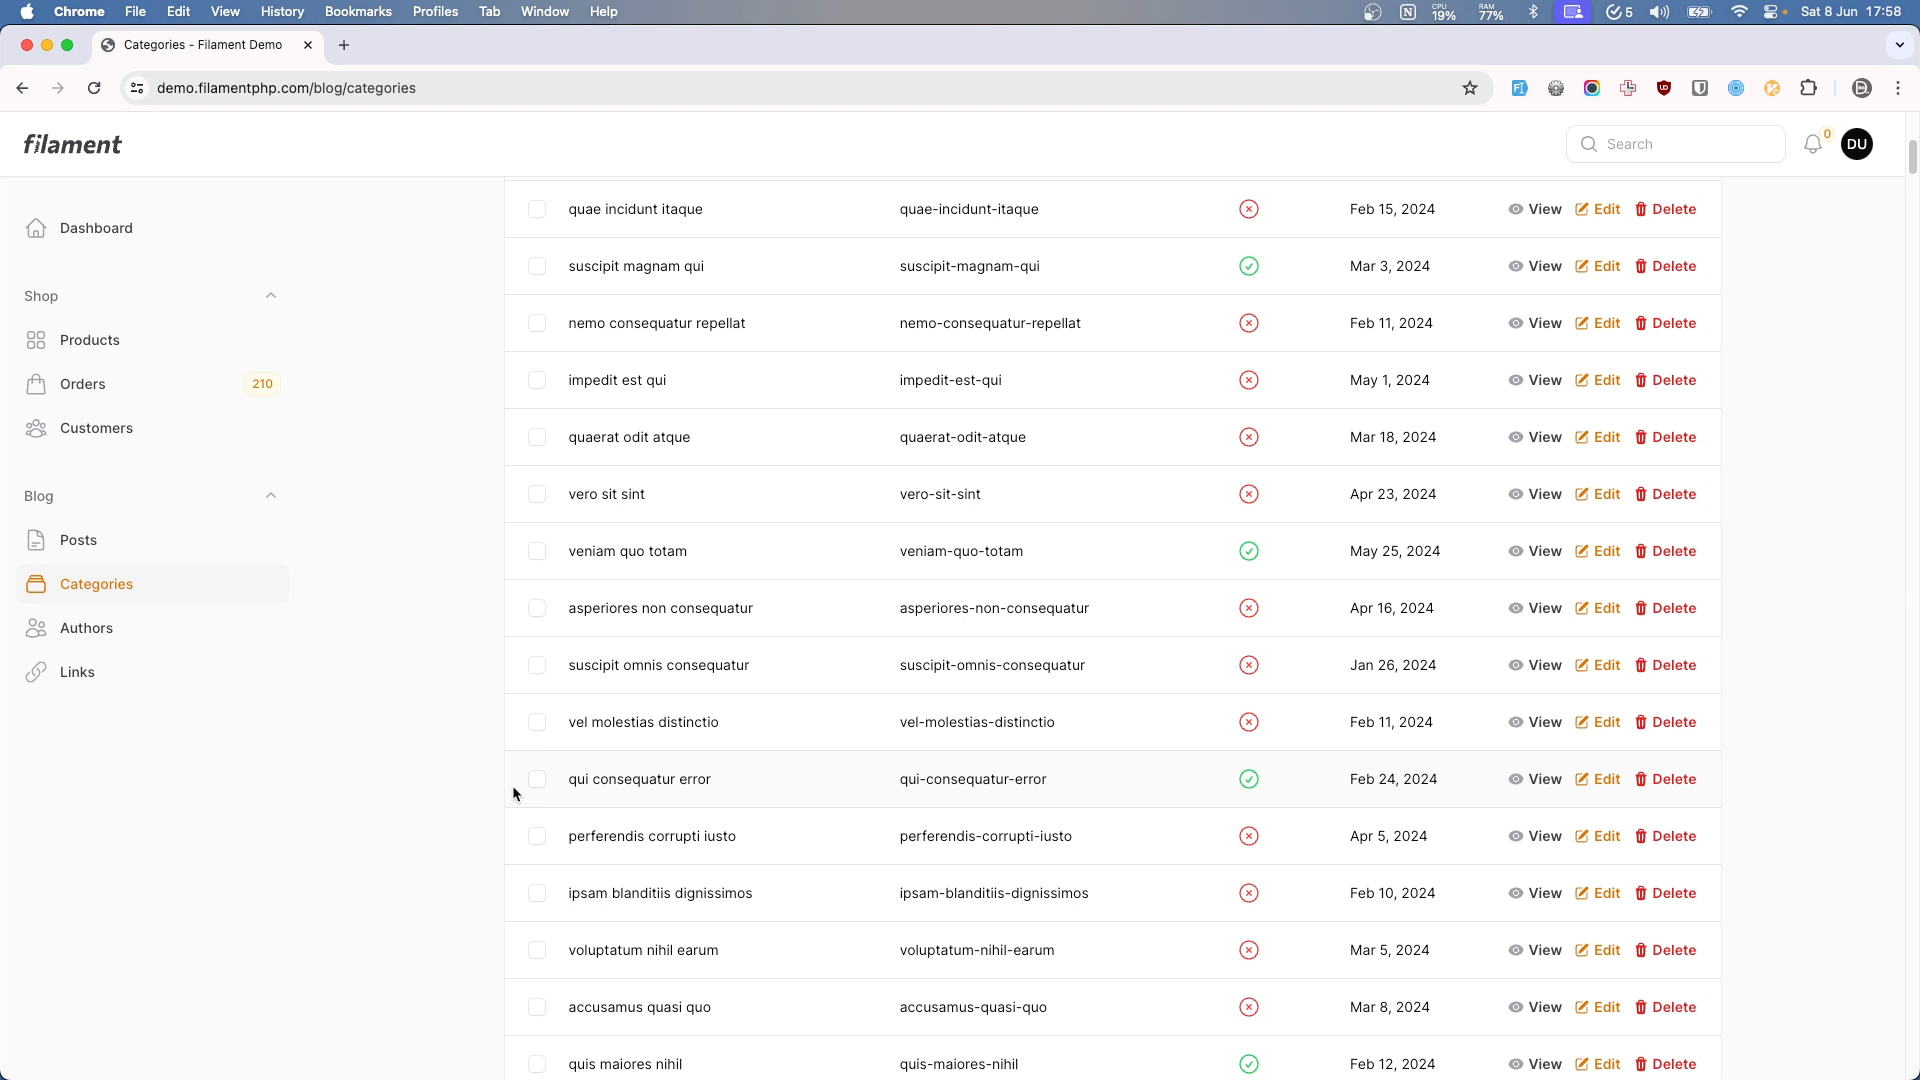 Chrome File Edit View History Bookmarks Profiles Tab Window Help CPU 19% RAM 77% 5 Sat 8 Jun 17:58
Categories - Filament Demo
demo.filamentphp.com/blog/categories
filament Search 0 DU
Dashboard
Shop
Products
Orders 210
Customers
Blog
Posts
Categories
Authors
Links
quae incidunt itaque quae-incidunt-itaque Feb 15, 2024 View Edit Delete
suscipit magnam qui suscipit-magnam-qui Mar 3, 2024 View Edit Delete
nemo consequatur repellat nemo-consequatur-repellat Feb 11, 2024 View Edit Delete
impedit est qui impedit-est-qui May 1, 2024 View Edit Delete
quaerat odit atque quaerat-odit-atque Mar 18, 2024 View Edit Delete
vero sit sint vero-sit-sint Apr 23, 2024 View Edit Delete
veniam quo totam veniam-quo-totam May 25, 2024 View Edit Delete
asperiores non consequatur asperiores-non-consequatur Apr 16, 2024 View Edit Delete
suscipit omnis consequatur suscipit-omnis-consequatur Jan 26, 2024 View Edit Delete
vel molestias distinctio vel-molestias-distinctio Feb 11, 2024 View Edit Delete
qui consequatur error qui-consequatur-error Feb 24, 2024 View Edit Delete
perferendis corrupti iusto perferendis-corrupti-iusto Apr 5, 2024 View Edit Delete
ipsam blanditiis dignissimos ipsam-blanditiis-dignissimos Feb 10, 2024 View Edit Delete
voluptatum nihil earum voluptatum-nihil-earum Mar 5, 2024 View Edit Delete
accusamus quasi quo accusamus-quasi-quo Mar 8, 2024 View Edit Delete
quis maiores nihil quis-maiores-nihil Feb 12, 2024 View Edit Delete